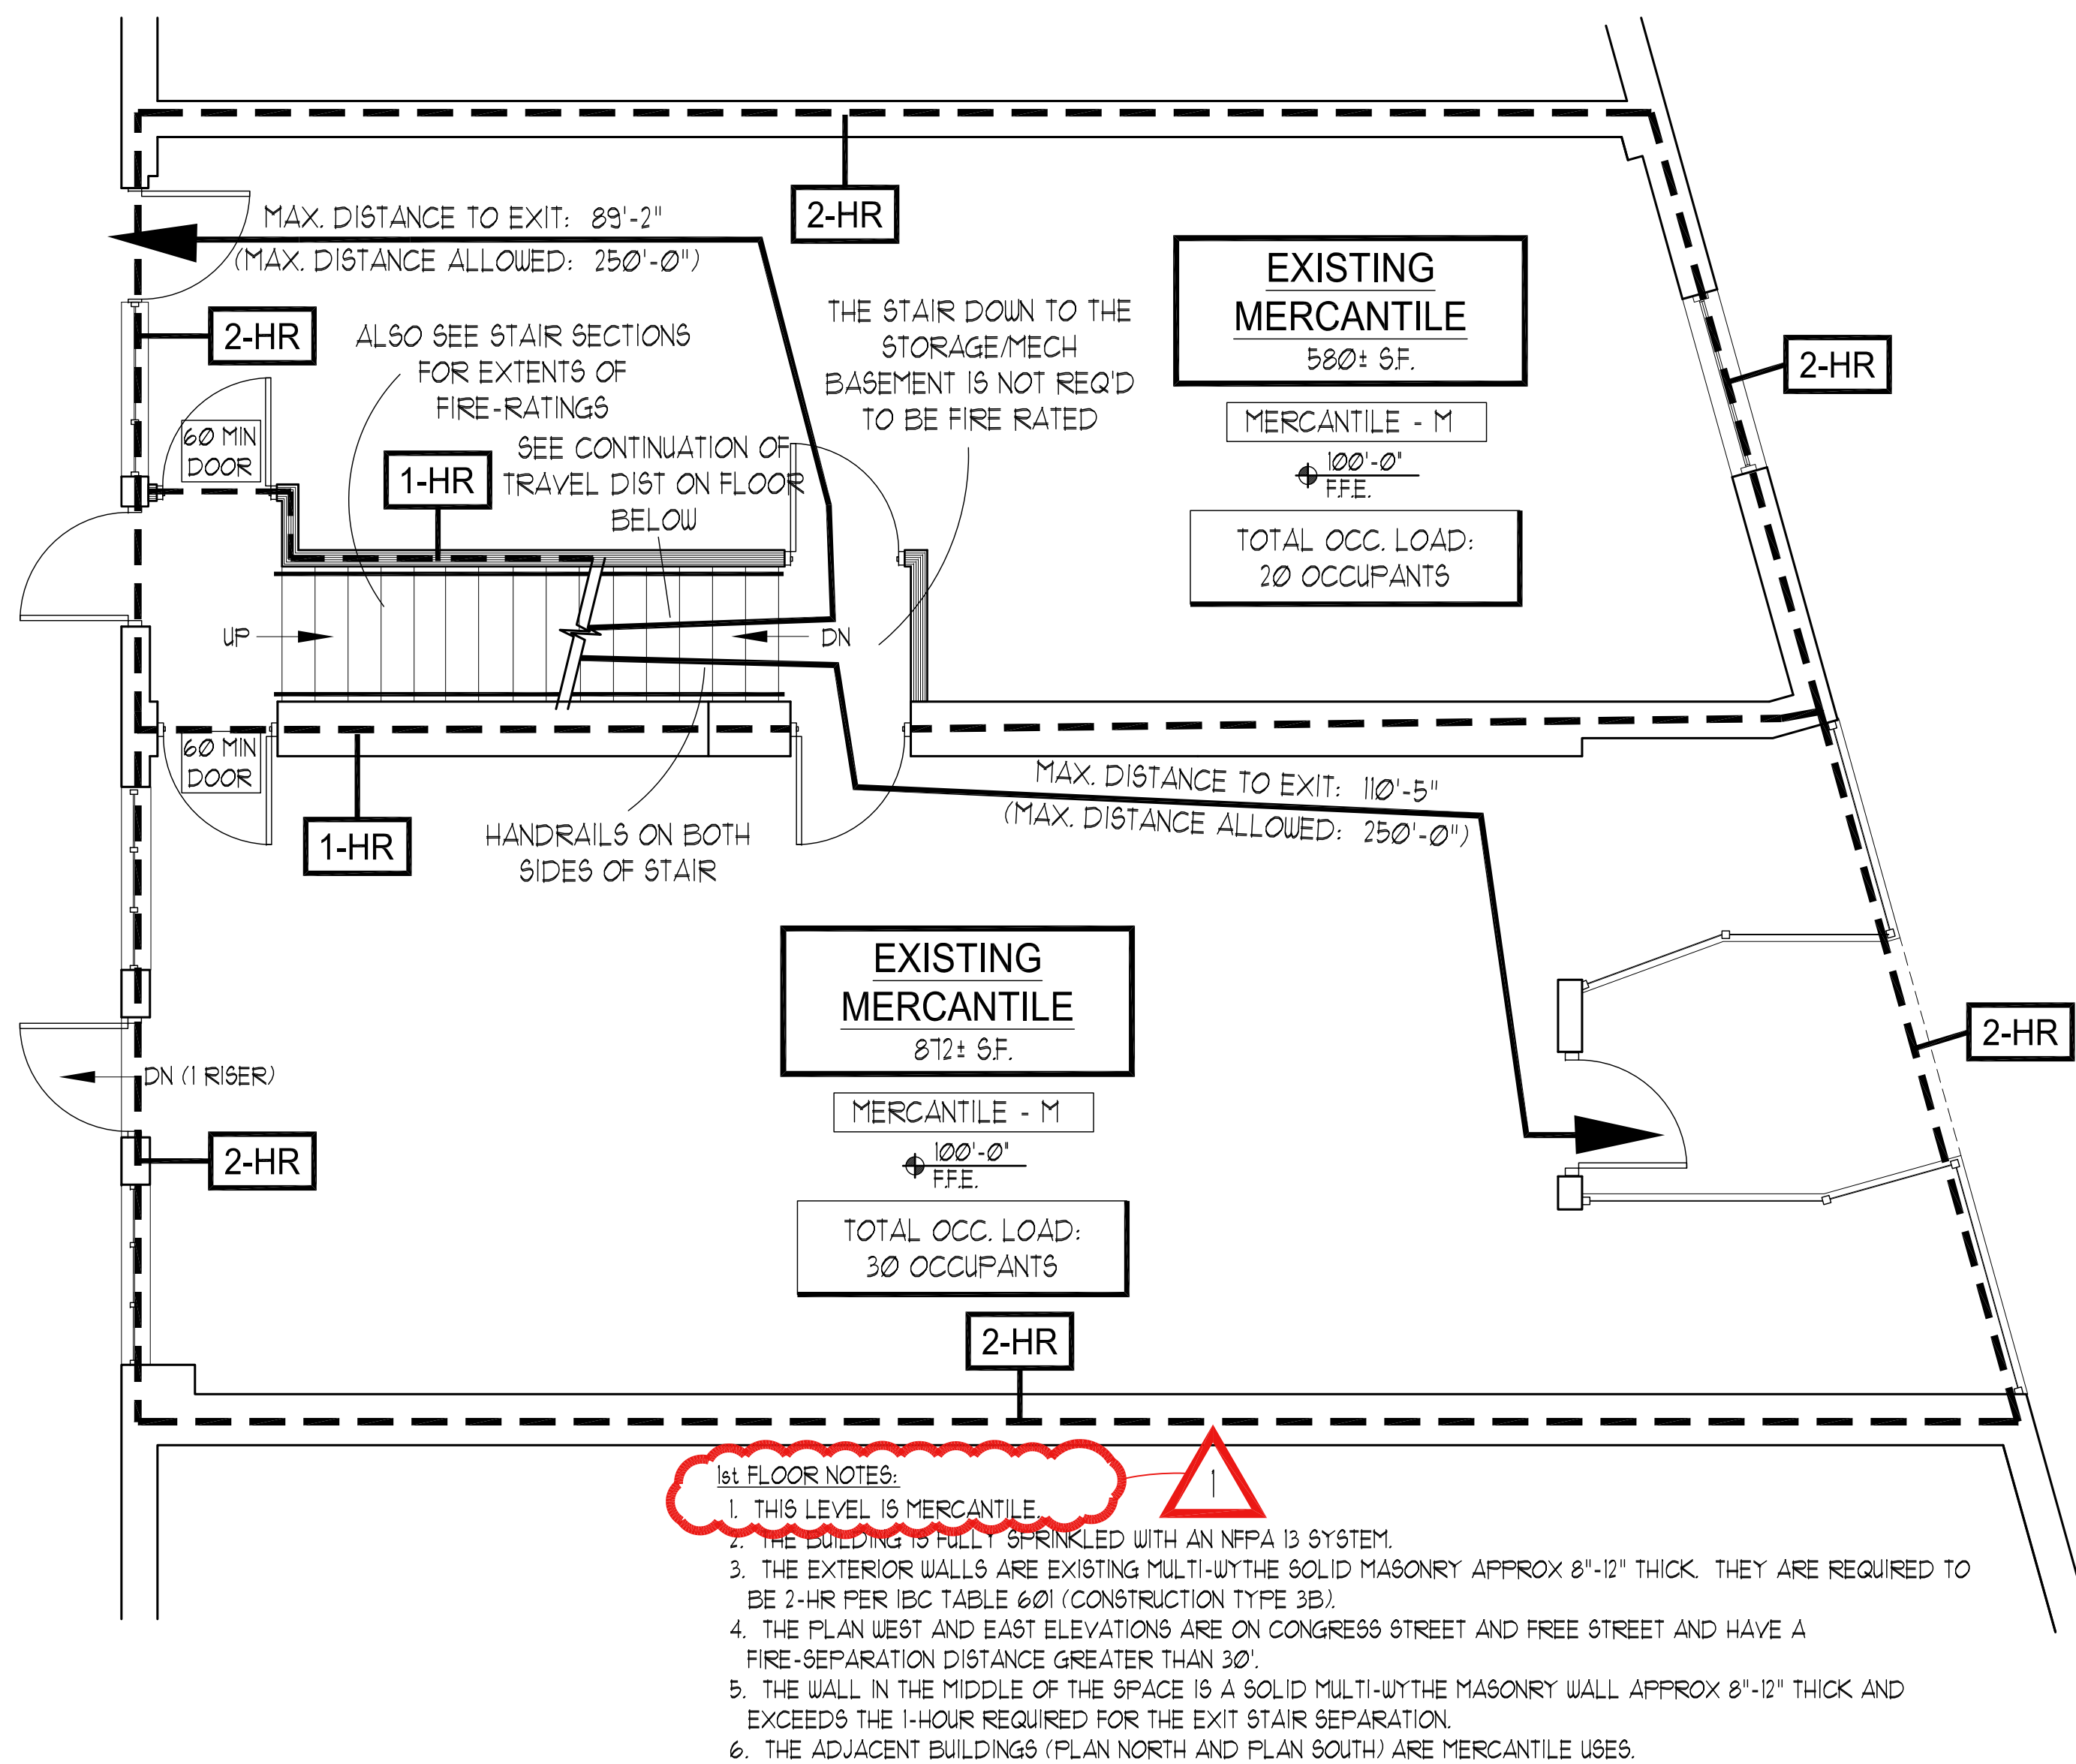 2-HR
MAX. DISTANCE TO EXIT: 89'-2"
(MAX. DISTANCE ALLOWED: 250'-0")
EXISTING
MERCANTILE
580± S.F.
MERCANTILE - M
100'-0"
F.F.E.
TOTAL OCC. LOAD:
20 OCCUPANTS
2-HR
2-HR
ALSO SEE STAIR SECTIONS
FOR EXTENTS OF
FIRE-RATINGS
THE STAIR DOWN TO THE
STORAGE/MECH
BASEMENT IS NOT REQ'D
TO BE FIRE RATED
60 MIN
DOOR
1-HR
SEE CONTINUATION OF
TRAVEL DIST ON FLOOR
BELOW
UP
DN
60 MIN
DOOR
1-HR
HANDRAILS ON BOTH
SIDES OF STAIR
MAX. DISTANCE TO EXIT: 110'-5"
(MAX. DISTANCE ALLOWED: 250'-0")
EXISTING
MERCANTILE
872± S.F.
MERCANTILE - M
100'-0"
F.F.E.
TOTAL OCC. LOAD:
30 OCCUPANTS
2-HR
DN (1 RISER)
2-HR
2-HR
1
1st FLOOR NOTES:
1. THIS LEVEL IS MERCANTILE.
2. THE BUILDING IS FULLY SPRINKLED WITH AN NFPA 13 SYSTEM.
3. THE EXTERIOR WALLS ARE EXISTING MULTI-WYTHE SOLID MASONRY APPROX 8"-12" THICK. THEY ARE REQUIRED TO
BE 2-HR PER IBC TABLE 601 (CONSTRUCTION TYPE 3B).
4. THE PLAN WEST AND EAST ELEVATIONS ARE ON CONGRESS STREET AND FREE STREET AND HAVE A
FIRE-SEPARATION DISTANCE GREATER THAN 30'.
5. THE WALL IN THE MIDDLE OF THE SPACE IS A SOLID MULTI-WYTHE MASONRY WALL APPROX 8"-12" THICK AND
EXCEEDS THE 1-HOUR REQUIRED FOR THE EXIT STAIR SEPARATION.
6. THE ADJACENT BUILDINGS (PLAN NORTH AND PLAN SOUTH) ARE MERCANTILE USES.